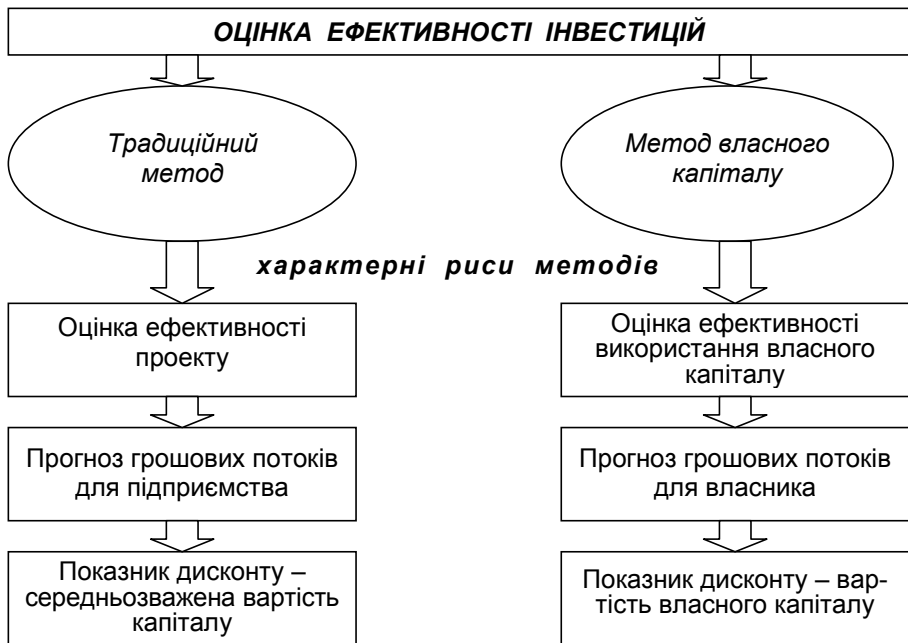 ОЦІНКА ЕФЕКТИВНОСТІ ІНВЕСТИЦІЙ
Традиційний
метод
Метод власного
капіталу
характерні риси методів
Оцінка ефективності
проекту
Оцінка ефективності
використання власного
капіталу
Прогноз грошових потоків
для підприємства
Прогноз грошових потоків
для власника
Показник дисконту –
середньозважена вартість
капіталу
Показник дисконту – вар-
тість власного капіталу